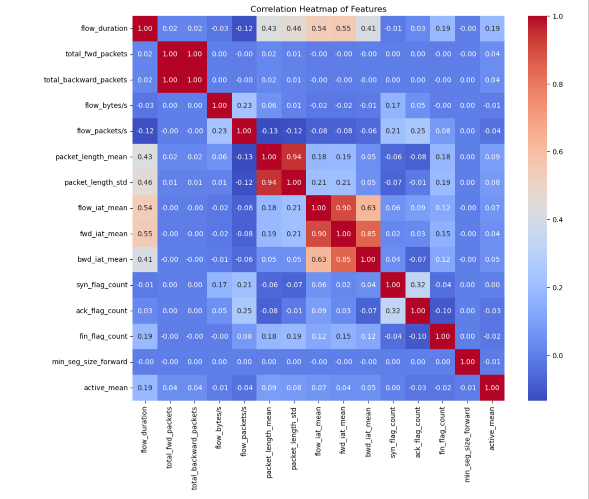 Correlation Heatmap of Features
flow_duration 1.00 0.02 0.02 -0.03 -0.12 0.43 0.46 0.54 0.55 0.41 -0.01 0.03 0.19 -0.00 0.19
total_fwd_packets 0.02 1.00 1.00 0.00 -0.00 0.02 0.01 -0.00 -0.00 0.00 0.00 0.00 -0.00 0.00 0.04
total_backward_packets 0.02 1.00 1.00 0.00 -0.00 0.02 0.01 -0.00 -0.00 0.00 0.00 0.00 -0.00 0.00 0.04
flow_bytes/s -0.03 0.00 0.00 1.00 0.23 0.06 0.01 -0.02 -0.02 -0.01 0.17 0.05 -0.00 0.00 -0.01
flow_packets/s -0.12 -0.00 -0.00 0.23 1.00 -0.13 -0.12 -0.08 -0.08 -0.06 0.21 0.25 0.08 0.00 -0.04
packet_length_mean 0.43 0.02 0.02 0.06 -0.13 1.00 0.94 0.18 0.19 0.05 -0.06 -0.08 0.18 -0.00 0.09
packet_length_std 0.46 0.01 0.01 0.01 -0.12 0.94 1.00 0.21 0.21 0.05 -0.07 -0.01 0.19 -0.00 0.08
flow_iat_mean 0.54 -0.00 -0.00 -0.02 -0.08 0.18 0.21 1.00 0.90 0.63 0.06 0.09 0.12 -0.00 0.07
fwd_iat_mean 0.55 -0.00 -0.00 -0.02 -0.08 0.19 0.21 0.90 1.00 0.85 0.02 0.03 0.15 -0.00 0.04
bwd_iat_mean 0.41 0.00 0.00 -0.01 -0.06 0.05 0.05 0.63 0.85 1.00 0.04 -0.07 0.12 -0.00 0.05
syn_flag_count -0.01 0.00 0.00 0.17 0.21 -0.06 -0.07 0.06 0.02 0.04 1.00 0.32 -0.04 0.00 0.00
ack_flag_count 0.03 0.00 0.00 0.05 0.25 -0.08 -0.01 0.09 0.03 -0.07 0.32 1.00 -0.10 0.00 -0.03
fin_flag_count 0.19 -0.00 -0.00 -0.00 0.08 0.18 0.19 0.12 0.15 0.12 -0.04 -0.10 1.00 -0.00 -0.02
min_seg_size_forward -0.00 0.00 0.00 0.00 0.00 -0.00 -0.00 -0.00 -0.00 -0.00 0.00 0.00 -0.00 1.00 -0.01
active_mean 0.19 0.04 0.04 -0.01 -0.04 0.09 0.08 0.07 0.04 0.05 0.00 -0.03 -0.02 -0.01 1.00
flow_duration
total_fwd_packets
total_backward_packets
flow_bytes/s
flow_packets/s
packet_length_mean
packet_length_std
flow_iat_mean
fwd_iat_mean
bwd_iat_mean
syn_flag_count
ack_flag_count
fin_flag_count
min_seg_size_forward
active_mean
1.0
0.8
0.6
0.4
0.2
0.0